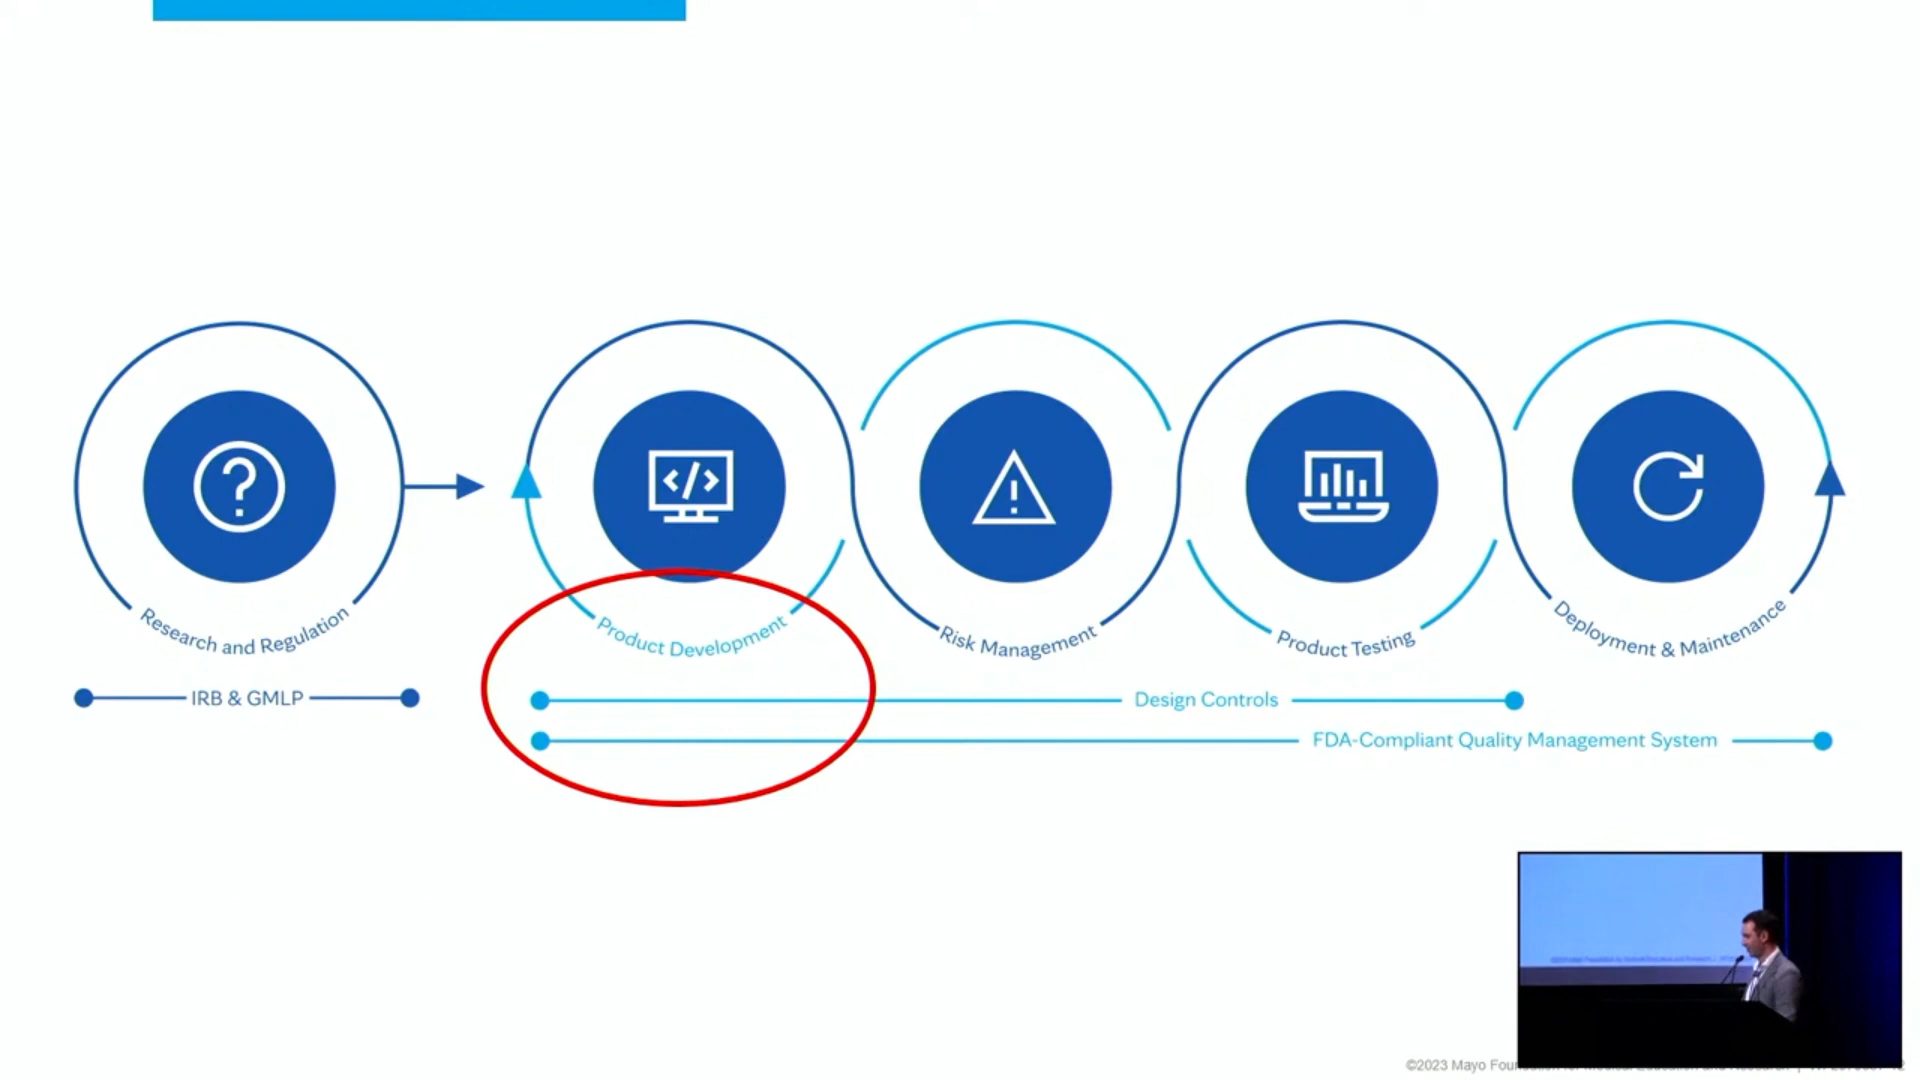 Research and Regulation
Product Development
Risk Management
Product Testing
Deployment & Maintenance
IRB & GMLP
Design Controls
FDA-Compliant Quality Management System
©2023 Mayo